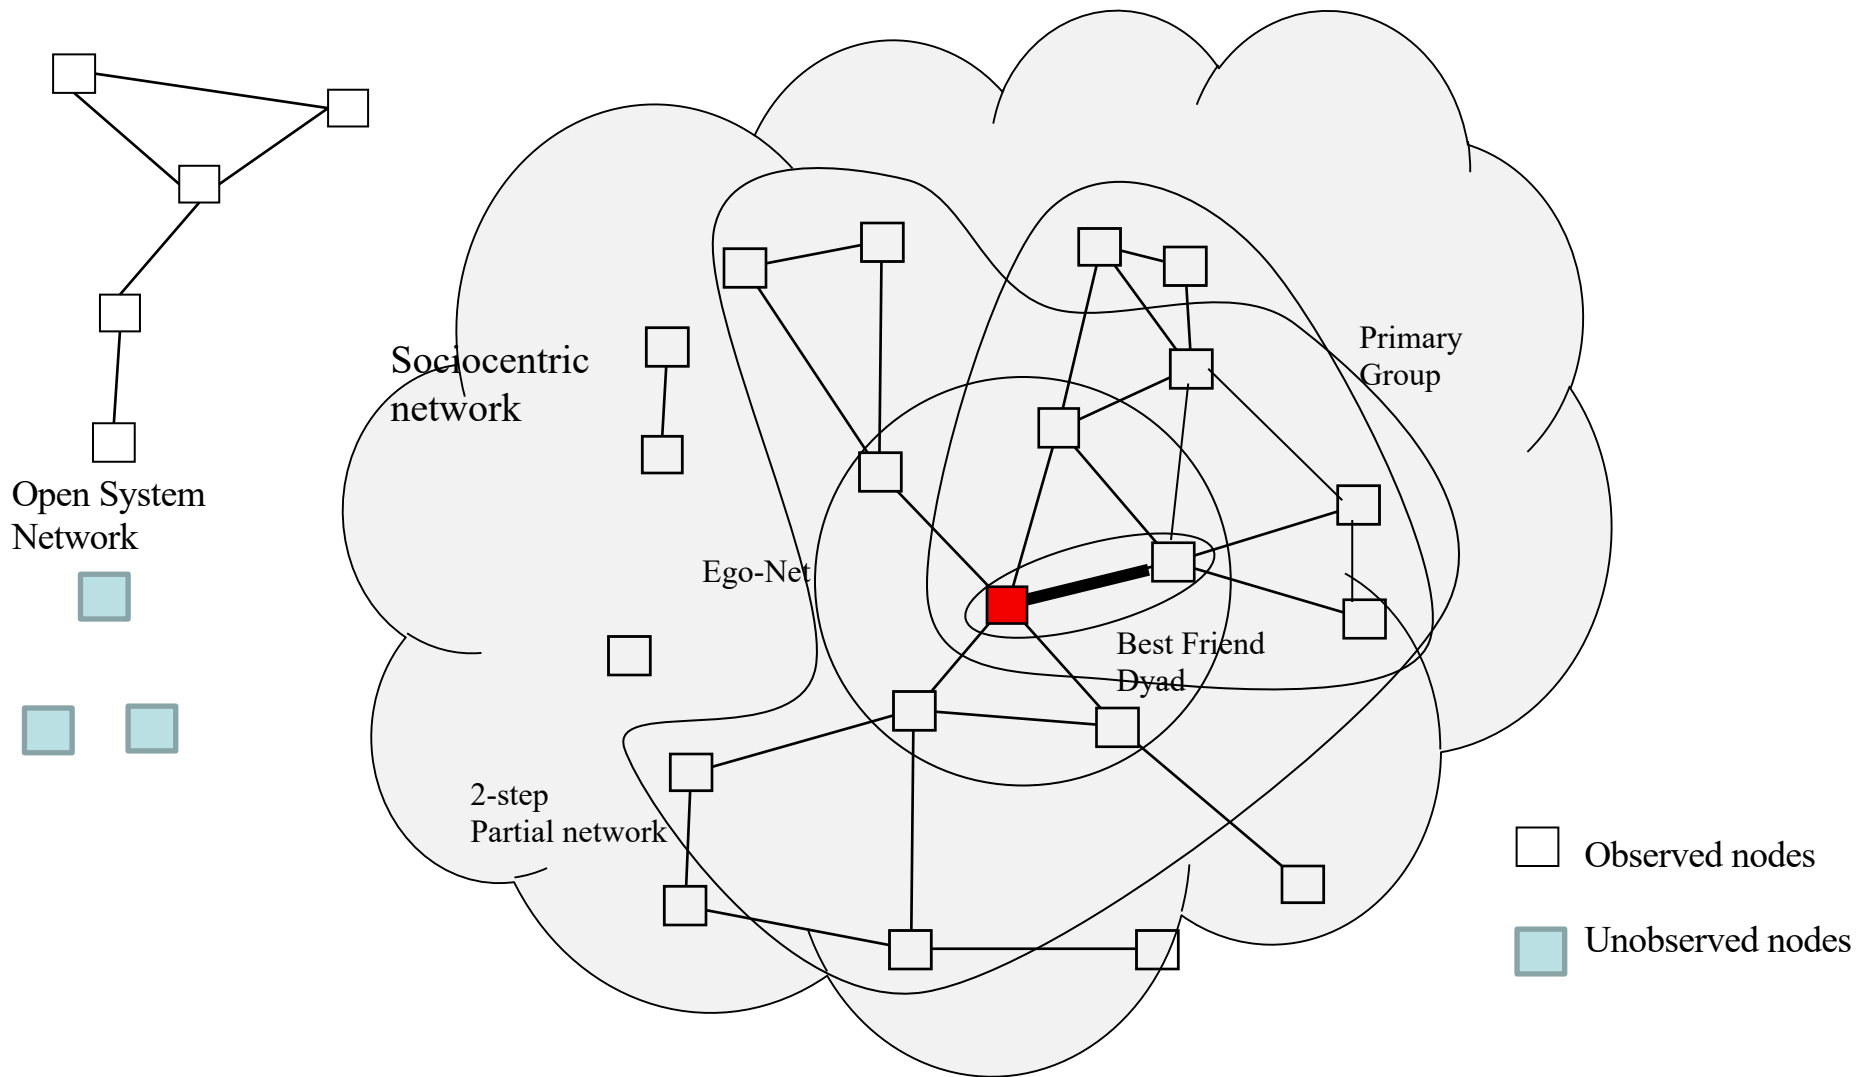 Sociocentric
network
Primary
Group
Open System
Network
Ego-Net
Best Friend
Dyad
2-step
Partial network
Observed nodes
Unobserved nodes